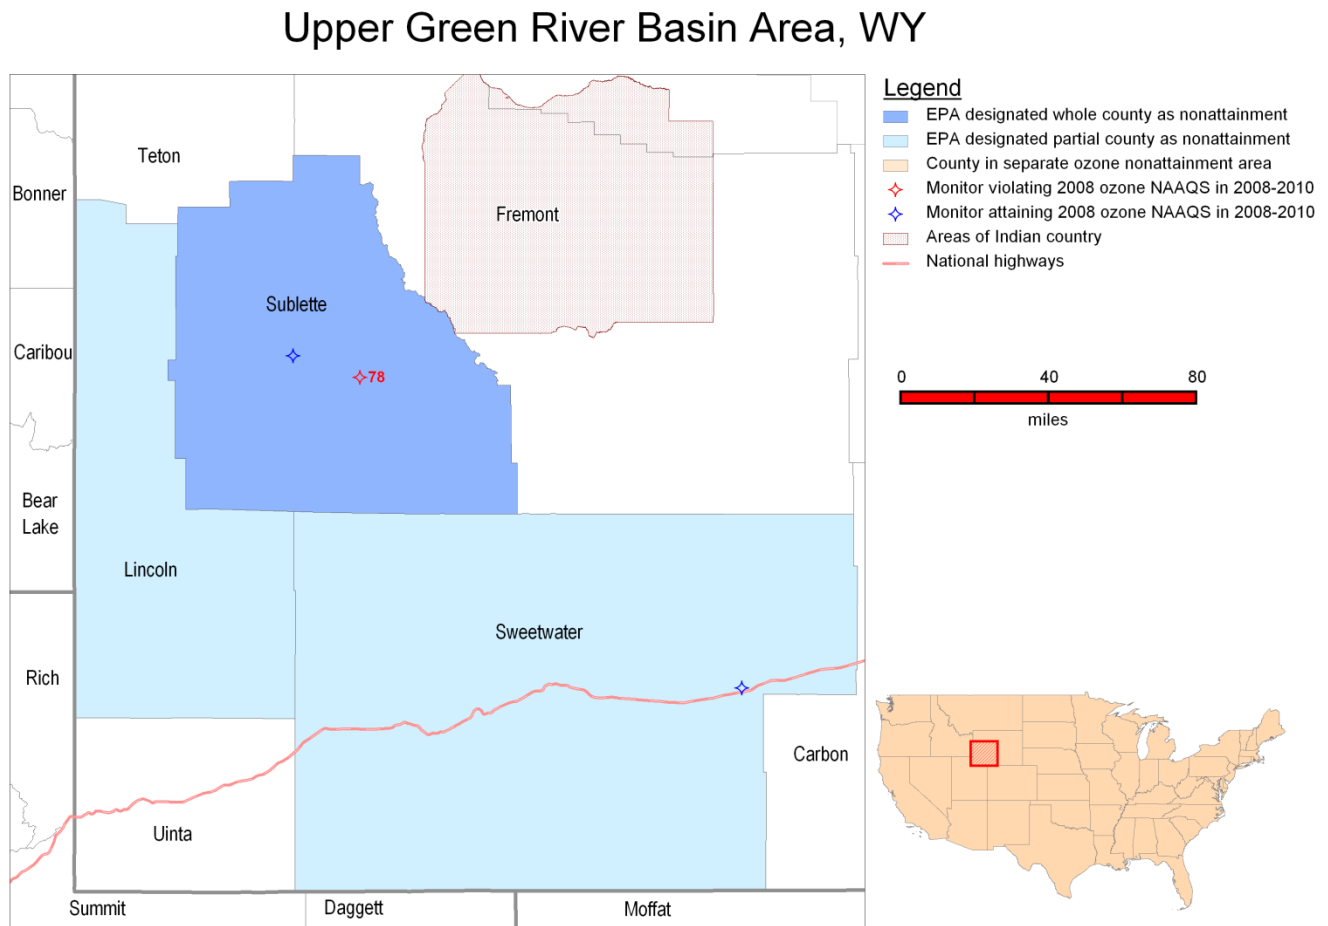 Upper Green River Basin Area, WY
Legend
EPA designated whole county as nonattainment
EPA designated partial county as nonattainment
County in separate ozone nonattainment area
Monitor violating 2008 ozone NAAQS in 2008-2010
Monitor attaining 2008 ozone NAAQS in 2008-2010
Areas of Indian country
National highways
0 40 80
miles
Teton
Bonner
Fremont
Sublette
Caribou
78
Bear
Lake
Lincoln
Sweetwater
Rich
Carbon
Uinta
Summit
Daggett
Moffat